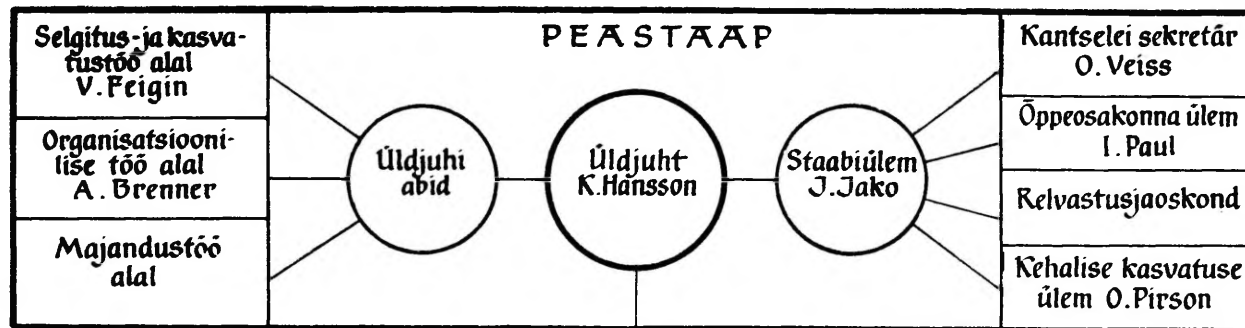 PEASTAAP
Selgitus-ja kasva-
tustöö alal
V. Feigin
Organisatsiooni-
lise töö alal
A. Brenner
Majandustöö
alal
Üldjuhi
abid
Üldjuht
K. Hansson
Staabiülem
J. Jako
Kantselei sekretär
O. Veiss
Õppeosakonna ülem
I. Paul
Relvastusjaoskond
Kehalise kasvatuse
ülem O. Pirson